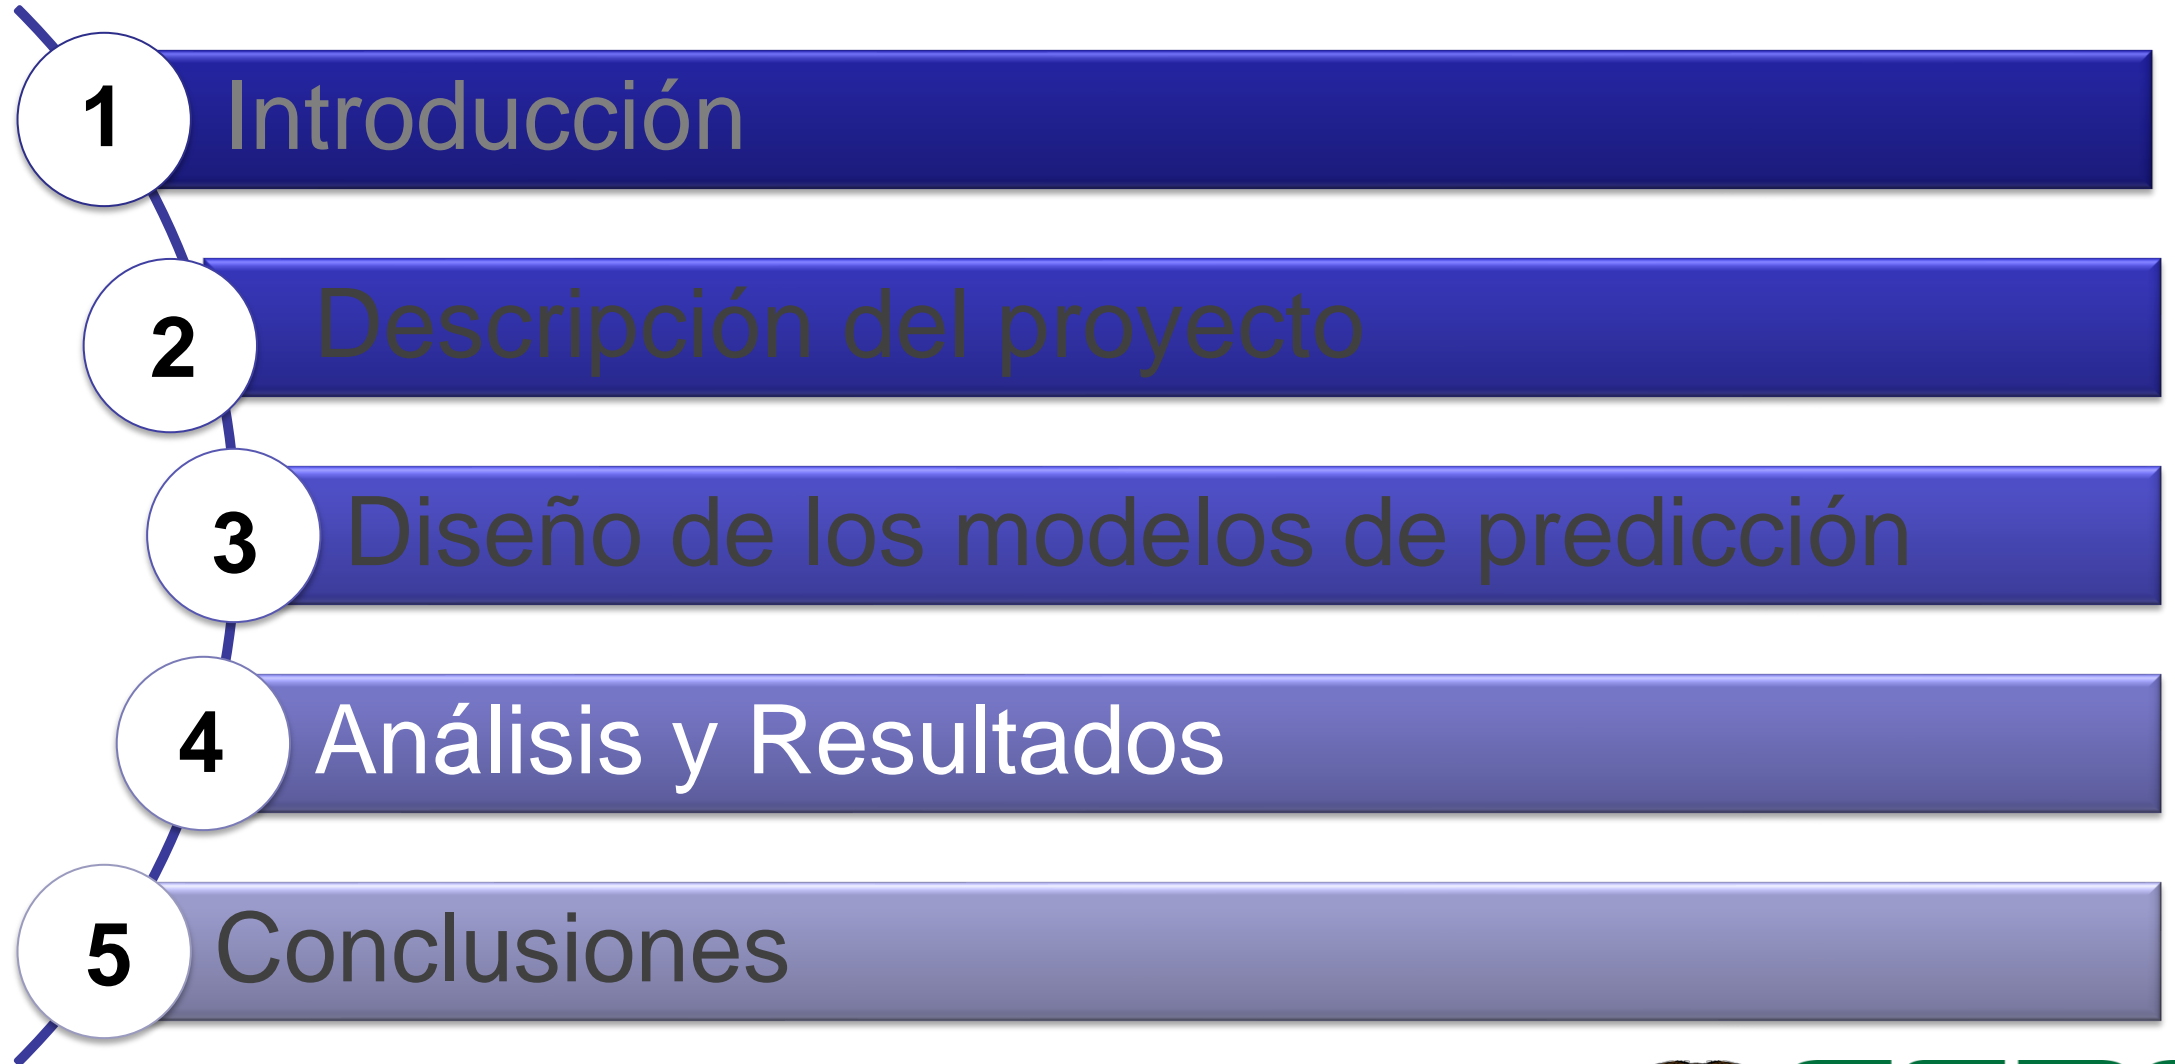 1 Introducción
2 Descripción del proyecto
3 Diseño de los modelos de predicción
4 Análisis y Resultados
5 Conclusiones